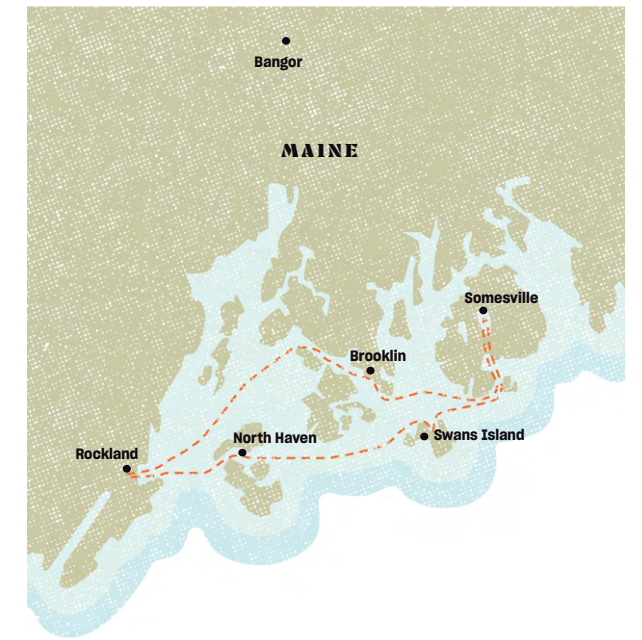 Bangor
MAINE
Somesville
Brooklin
Swans Island
North Haven
Rockland